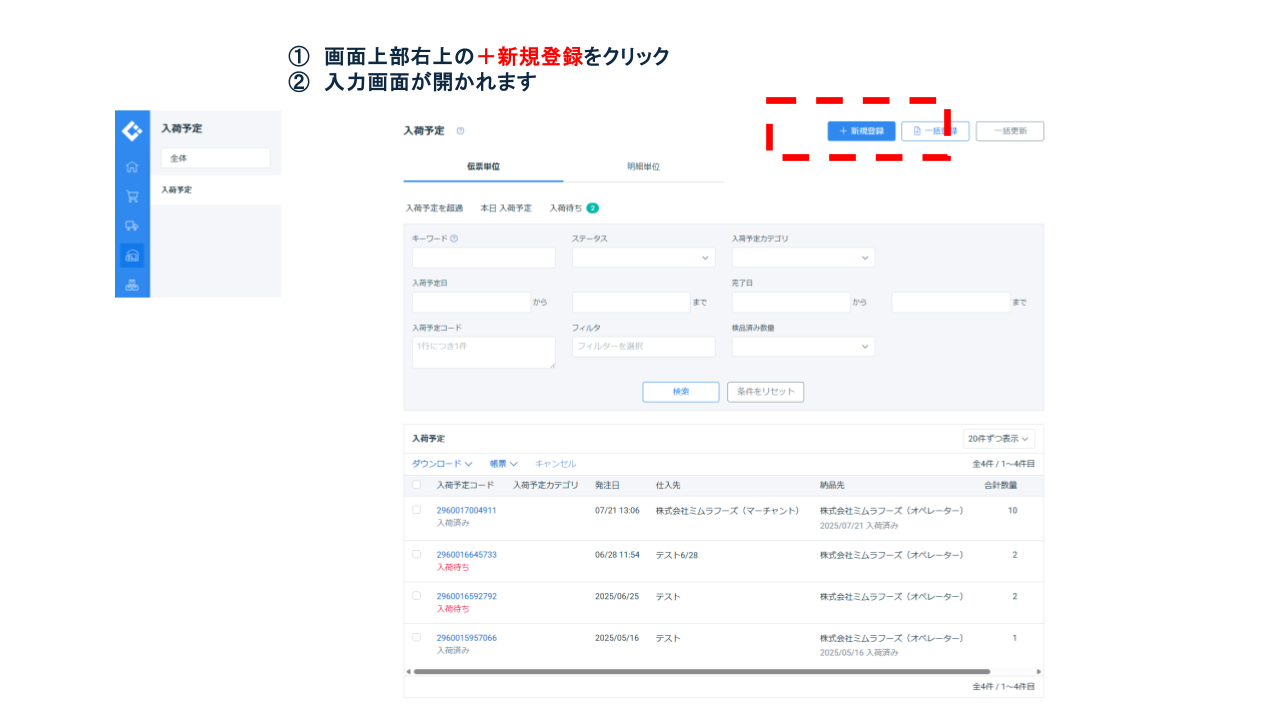 ① 画面上部右上の＋新規登録をクリック
② 入力画面が開かれます
入荷予定
全体
入荷予定
入荷予定
＋ 新規登録
一括登録
一括更新
伝票単位
明細単位
入荷予定を超過
本日入荷予定
入荷待ち 2
キーワード
ステータス
入荷予定カテゴリ
入荷予定日
完了日
から
まで
から
まで
入荷予定コード
フィルタ
検品済み数量
1行につき1件
フィルターを選択
検索
条件をリセット
入荷予定
20件ずつ表示
ダウンロード
帳票
キャンセル
全4件 / 1～4件目
入荷予定コード 入荷予定カテゴリ 発注日 仕入先 納品先 合計数量
2960017004911 07/21 13:06 株式会社ミムラフーズ（マーチャント） 株式会社ミムラフーズ（オペレーター） 10
入荷済み 2025/07/21 入荷済み
2960016645733 06/28 11:54 テスト6/28 株式会社ミムラフーズ（オペレーター） 2
入荷待ち
2960016592792 2025/06/25 テスト 株式会社ミムラフーズ（オペレーター） 2
入荷待ち
2960015957066 2025/05/16 テスト 株式会社ミムラフーズ（オペレーター） 1
入荷済み 2025/05/16 入荷済み
全4件 / 1～4件目